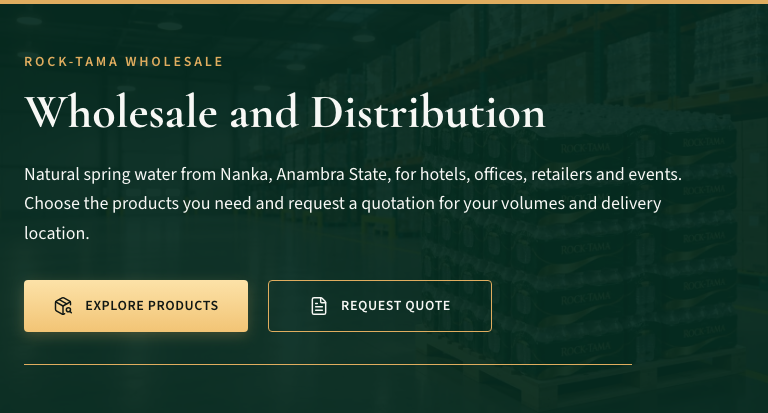 ROCK-TAMA WHOLESALE
Wholesale and Distribution
Natural spring water from Nanka, Anambra State, for hotels, offices, retailers and events.
Choose the products you need and request a quotation for your volumes and delivery
location.
EXPLORE PRODUCTS
REQUEST QUOTE